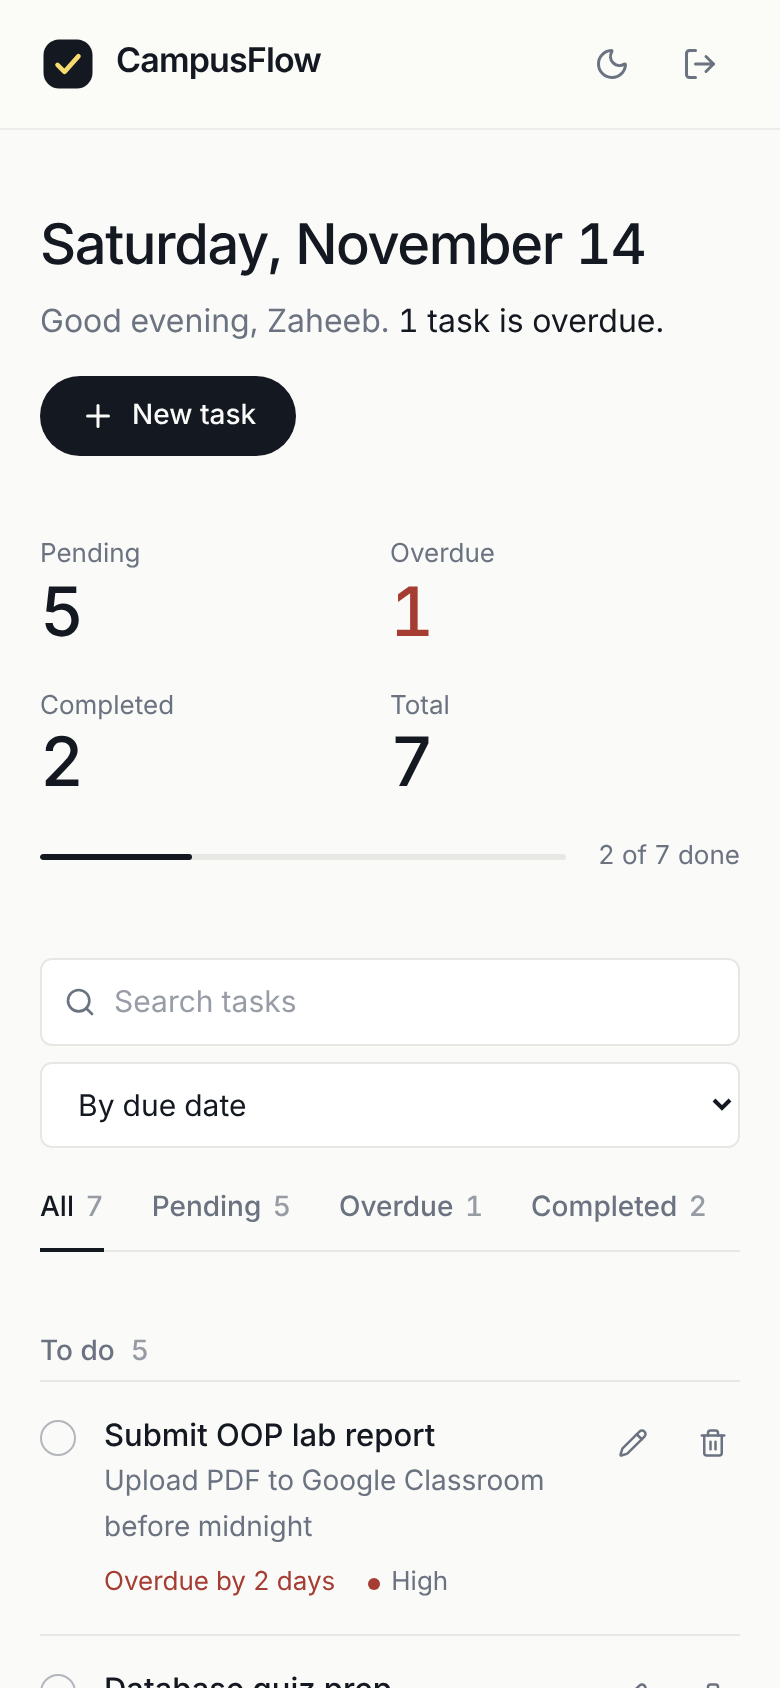 CampusFlow
Saturday, November 14
Good evening, Zaheeb. 1 task is overdue.
New task
Pending
5
Overdue
1
Completed
2
Total
7
2 of 7 done
Search tasks
By due date
All 7 Pending 5 Overdue 1 Completed 2
To do 5
Submit OOP lab report
Upload PDF to Google Classroom
before midnight
Overdue by 2 days High
Database quiz prep